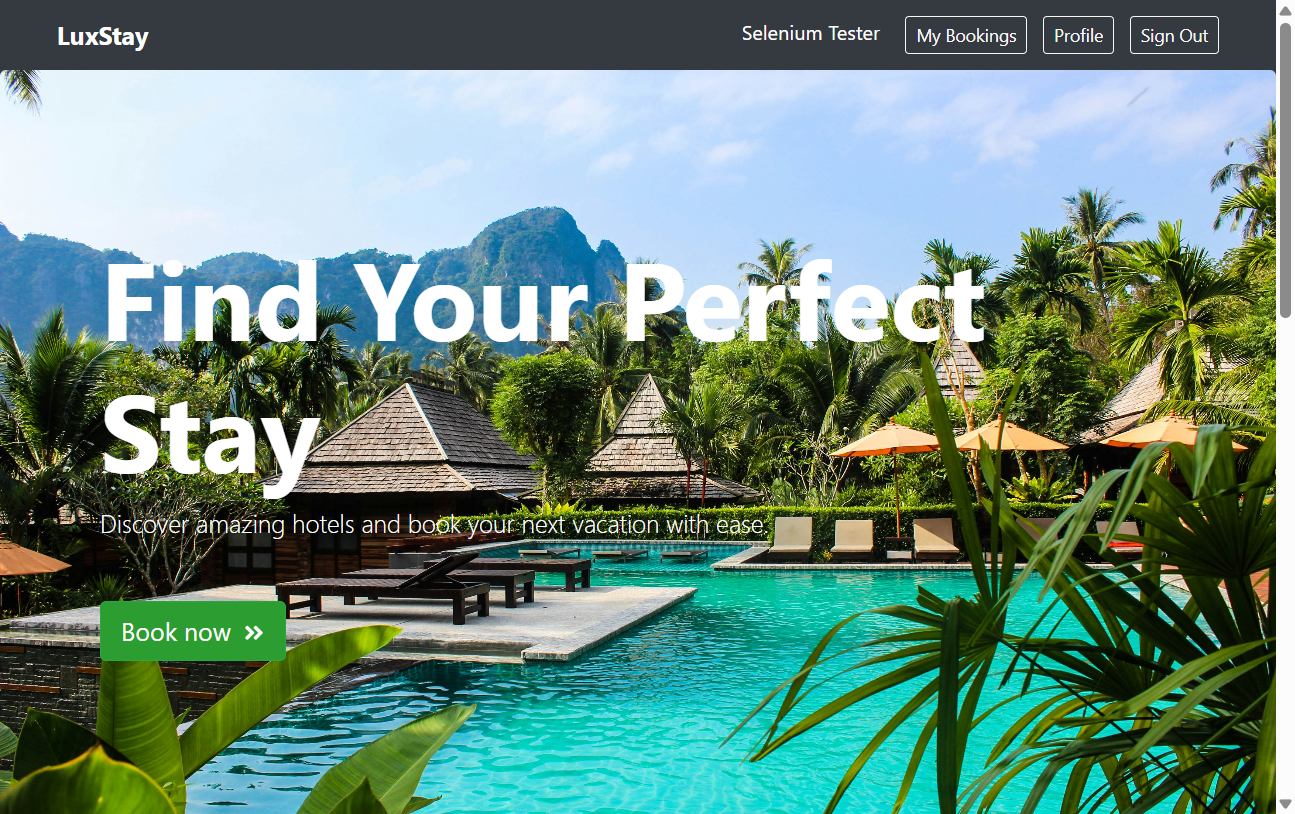 LuxStay
Selenium Tester
My Bookings
Profile
Sign Out
Find Your Perfect
Stay
Discover amazing hotels and book your next vacation with ease.
Book now »